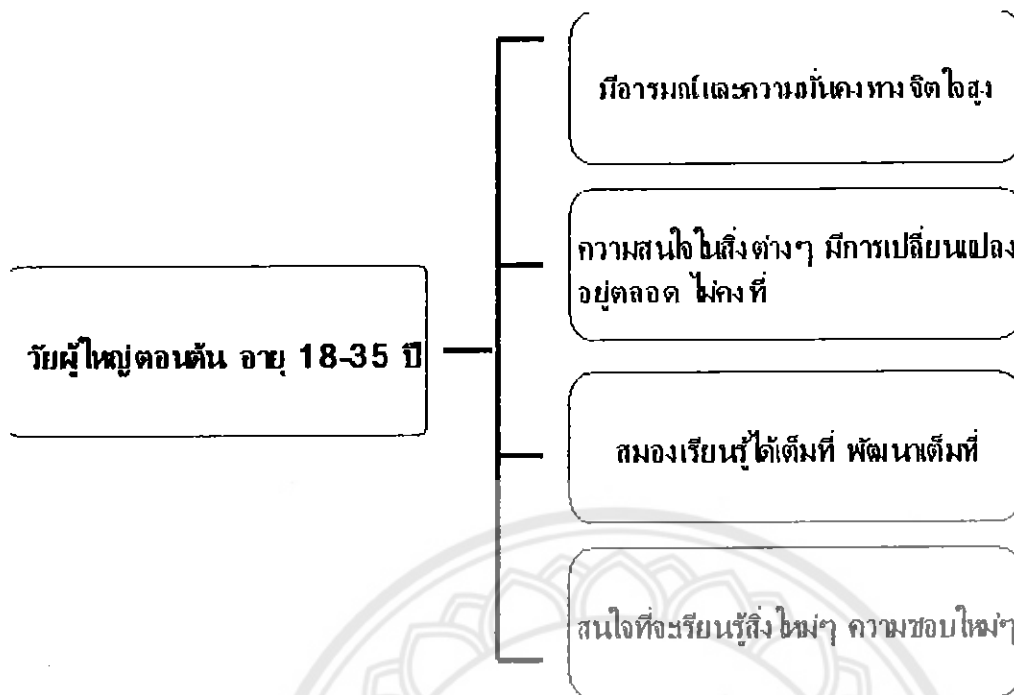 มีอารมณ์และความมั่นคงทางจิตใจสูง
ความสนใจในสิ่งต่างๆ มีการเปลี่ยนแปลง
อยู่ตลอด ไม่คงที่
วัยผู้ใหญ่ตอนต้น อายุ 18-35 ปี
สมองเรียนรู้ได้เต็มที่ พัฒนาเต็มที่
สนใจที่จะเรียนรู้สิ่งใหม่ๆ ความชอบใหม่ๆ